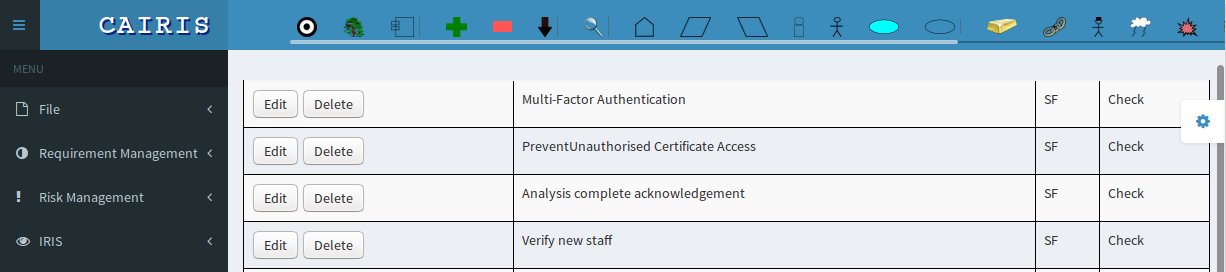 CAIRIS
MENU
File
Requirement Management
Risk Management
IRIS
Edit Delete Multi-Factor Authentication SF Check
Edit Delete PreventUnauthorised Certificate Access SF Check
Edit Delete Analysis complete acknowledgement SF Check
Edit Delete Verify new staff SF Check